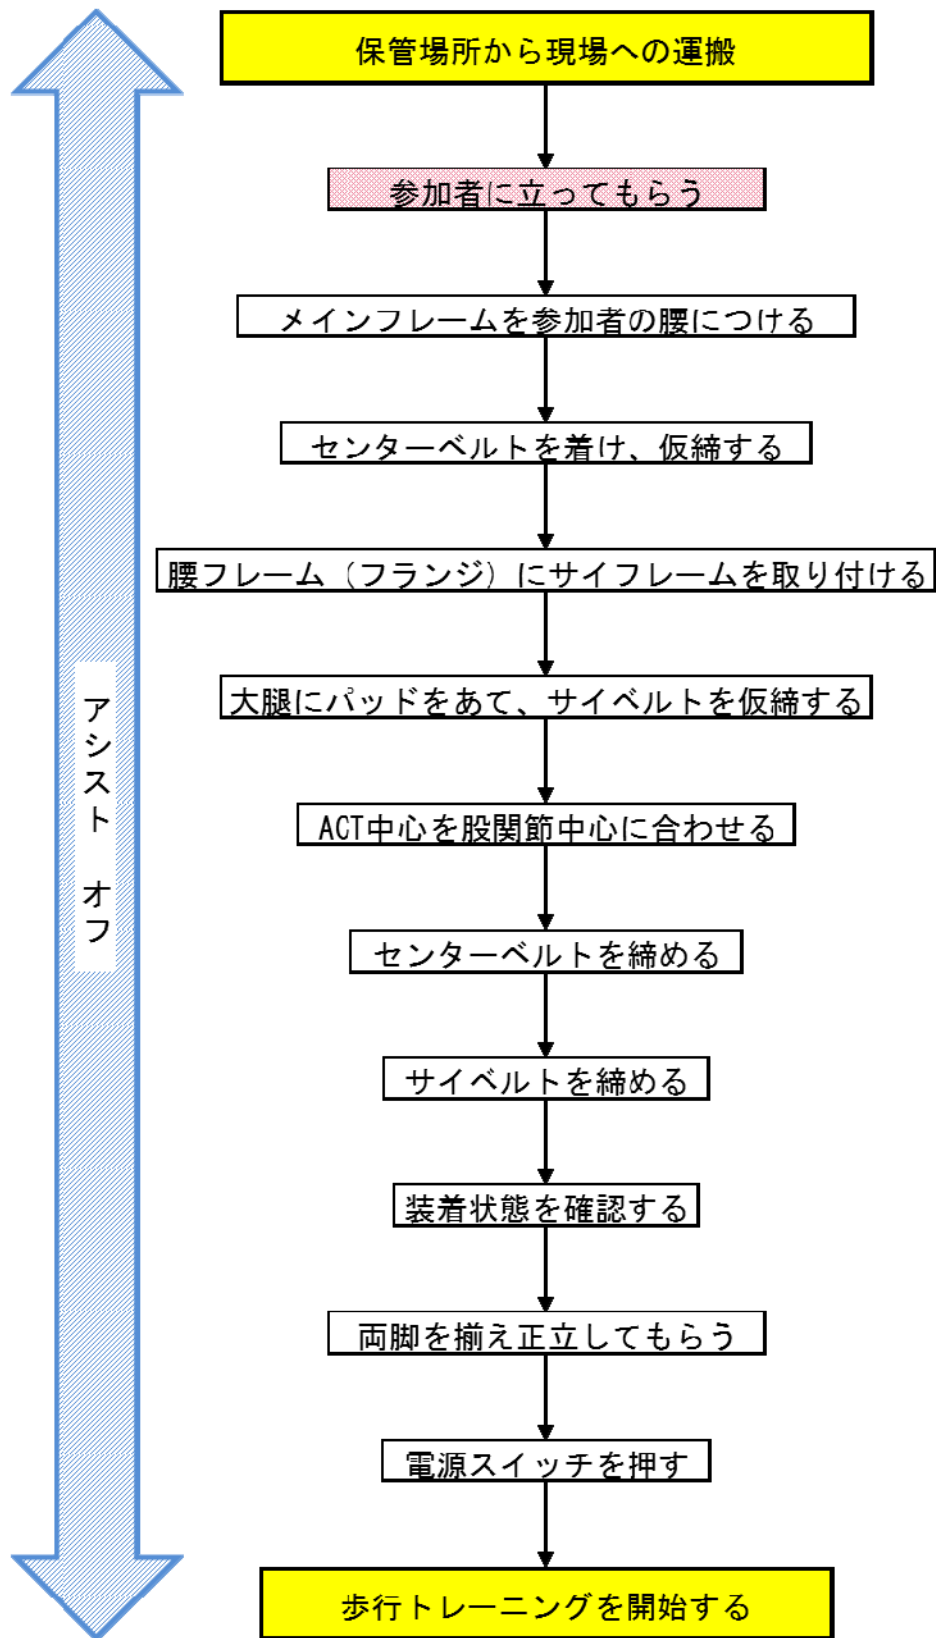 保管場所から現場への運搬
参加者に立ってもらう
メインフレームを参加者の腰につける
センターベルトを着け、仮締する
腰フレーム（フランジ）にサイフレームを取り付ける
大腿にパッドをあて、サイベルトを仮締する
ACT中心を股関節中心に合わせる
センターベルトを締める
サイベルトを締める
装着状態を確認する
両脚を揃え正立してもらう
電源スイッチを押す
歩行トレーニングを開始する
アシスト　オフ